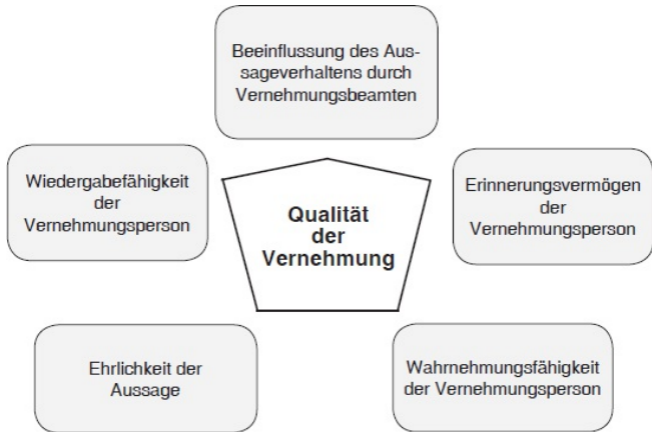 Beeinflussung des Aus-
sageverhaltens durch
Vernehmungsbeamten
Wiedergabefähigkeit
der
Vernehmungsperson
Qualität
der
Vernehmung
Erinnerungsvermögen
der
Vernehmungsperson
Ehrlichkeit der
Aussage
Wahrnehmungsfähigkeit
der Vernehmungsperson